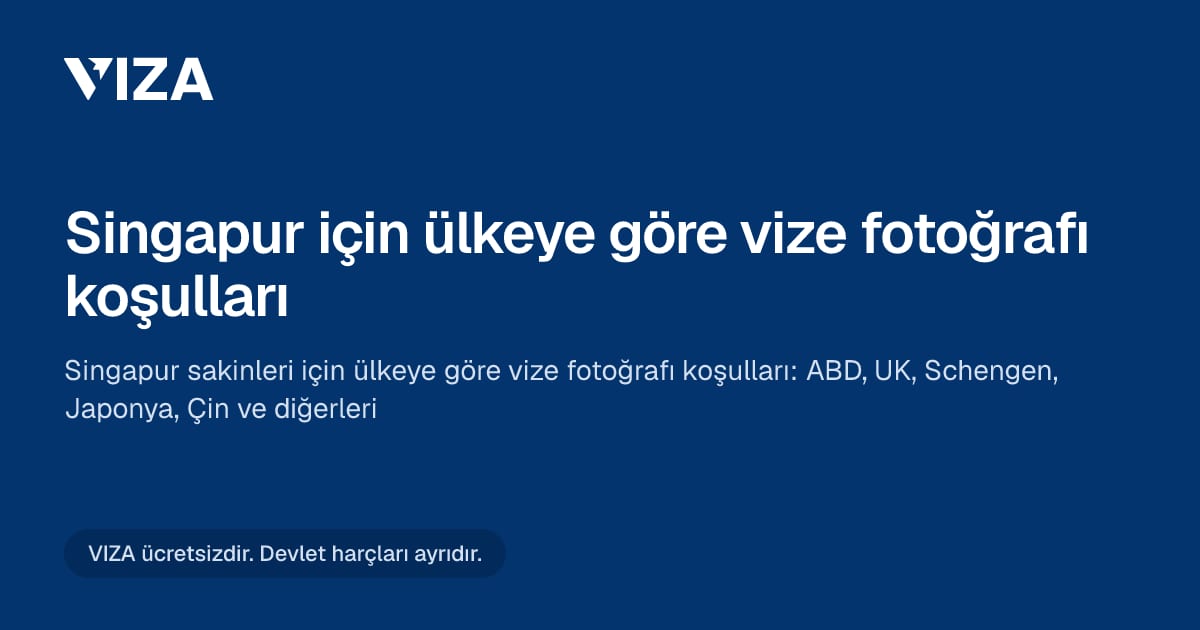 VIZA
Singapur için ülkeye göre vize fotoğrafı
koşulları
Singapur sakinleri için ülkeye göre vize fotoğrafı koşulları: ABD, UK, Schengen,
Japonya, Çin ve diğerleri
VIZA ücretsizdir. Devlet harçları ayrıdır.